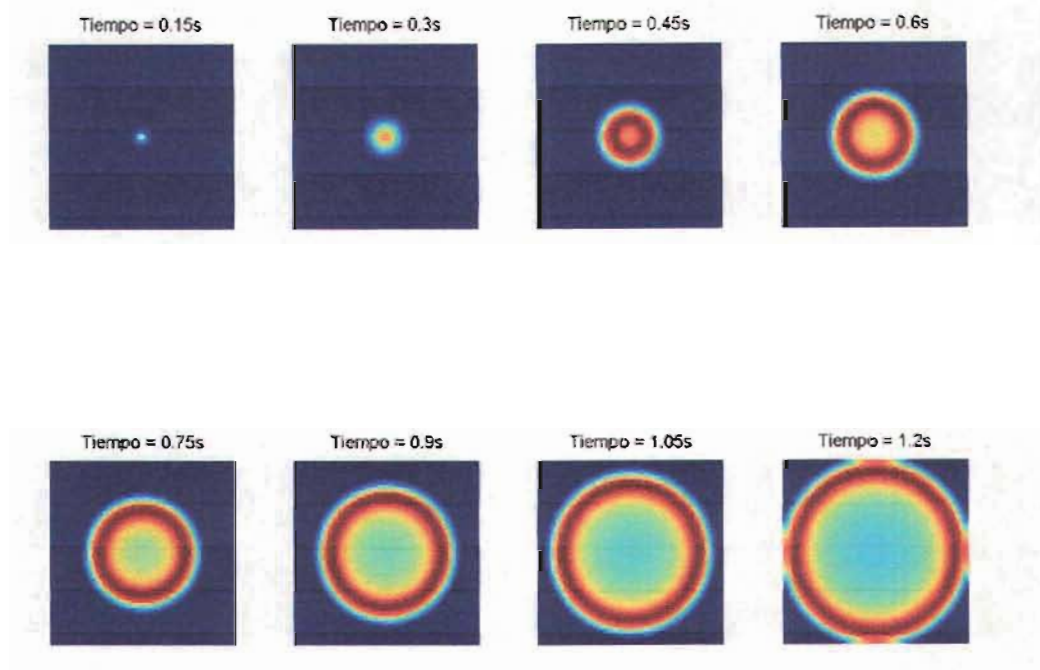 Tiempo = 0.15s
Tiempo = 0.3s
Tiempo = 0.45s
Tiempo = 0.6s
Tiempo = 0.75s
Tiempo = 0.9s
Tiempo = 1.05s
Tiempo = 1.2s